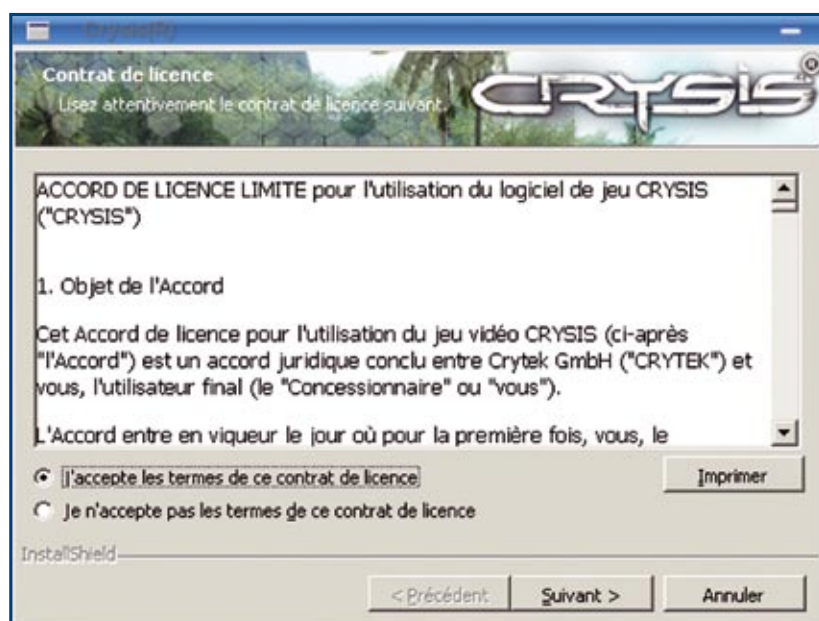 Crysis(R)
Contrat de licence
Lisez attentivement le contrat de licence suivant.
CRYSIS®
ACCORD DE LICENCE LIMITE pour l'utilisation du logiciel de jeu CRYSIS
("CRYSIS")
1. Objet de l'Accord
Cet Accord de licence pour l'utilisation du jeu vidéo CRYSIS (ci-après
"l'Accord") est un accord juridique conclu entre Crytek GmbH ("CRYTEK") et
vous, l'utilisateur final (le "Concessionnaire" ou "vous").
L'Accord entre en vigueur le jour où pour la première fois, vous, le
J'accepte les termes de ce contrat de licence
Imprimer
Je n'accepte pas les termes de ce contrat de licence
InstallShield
< Précédent
Suivant >
Annuler